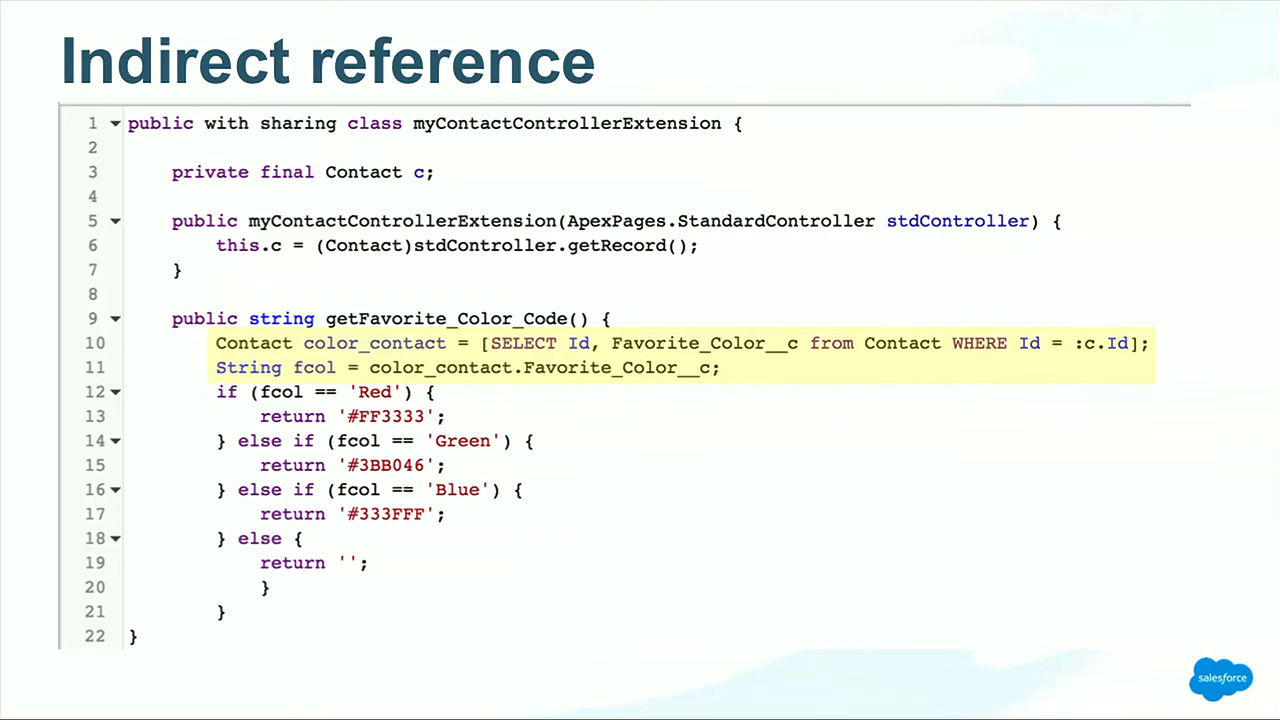 Indirect reference
1 public with sharing class myContactControllerExtension {
2
3 private final Contact c;
4
5 public myContactControllerExtension(ApexPages.StandardController stdController) {
6 this.c = (Contact)stdController.getRecord();
7 }
8
9 public string getFavorite_Color_Code() {
10 Contact color_contact = [SELECT Id, Favorite_Color__c from Contact WHERE Id = :c.Id];
11 String fcol = color_contact.Favorite_Color__c;
12 if (fcol == 'Red') {
13 return '#FF3333';
14 } else if (fcol == 'Green') {
15 return '#3BB046';
16 } else if (fcol == 'Blue') {
17 return '#333FFF';
18 } else {
19 return '';
20 }
21 }
22 }
salesforce